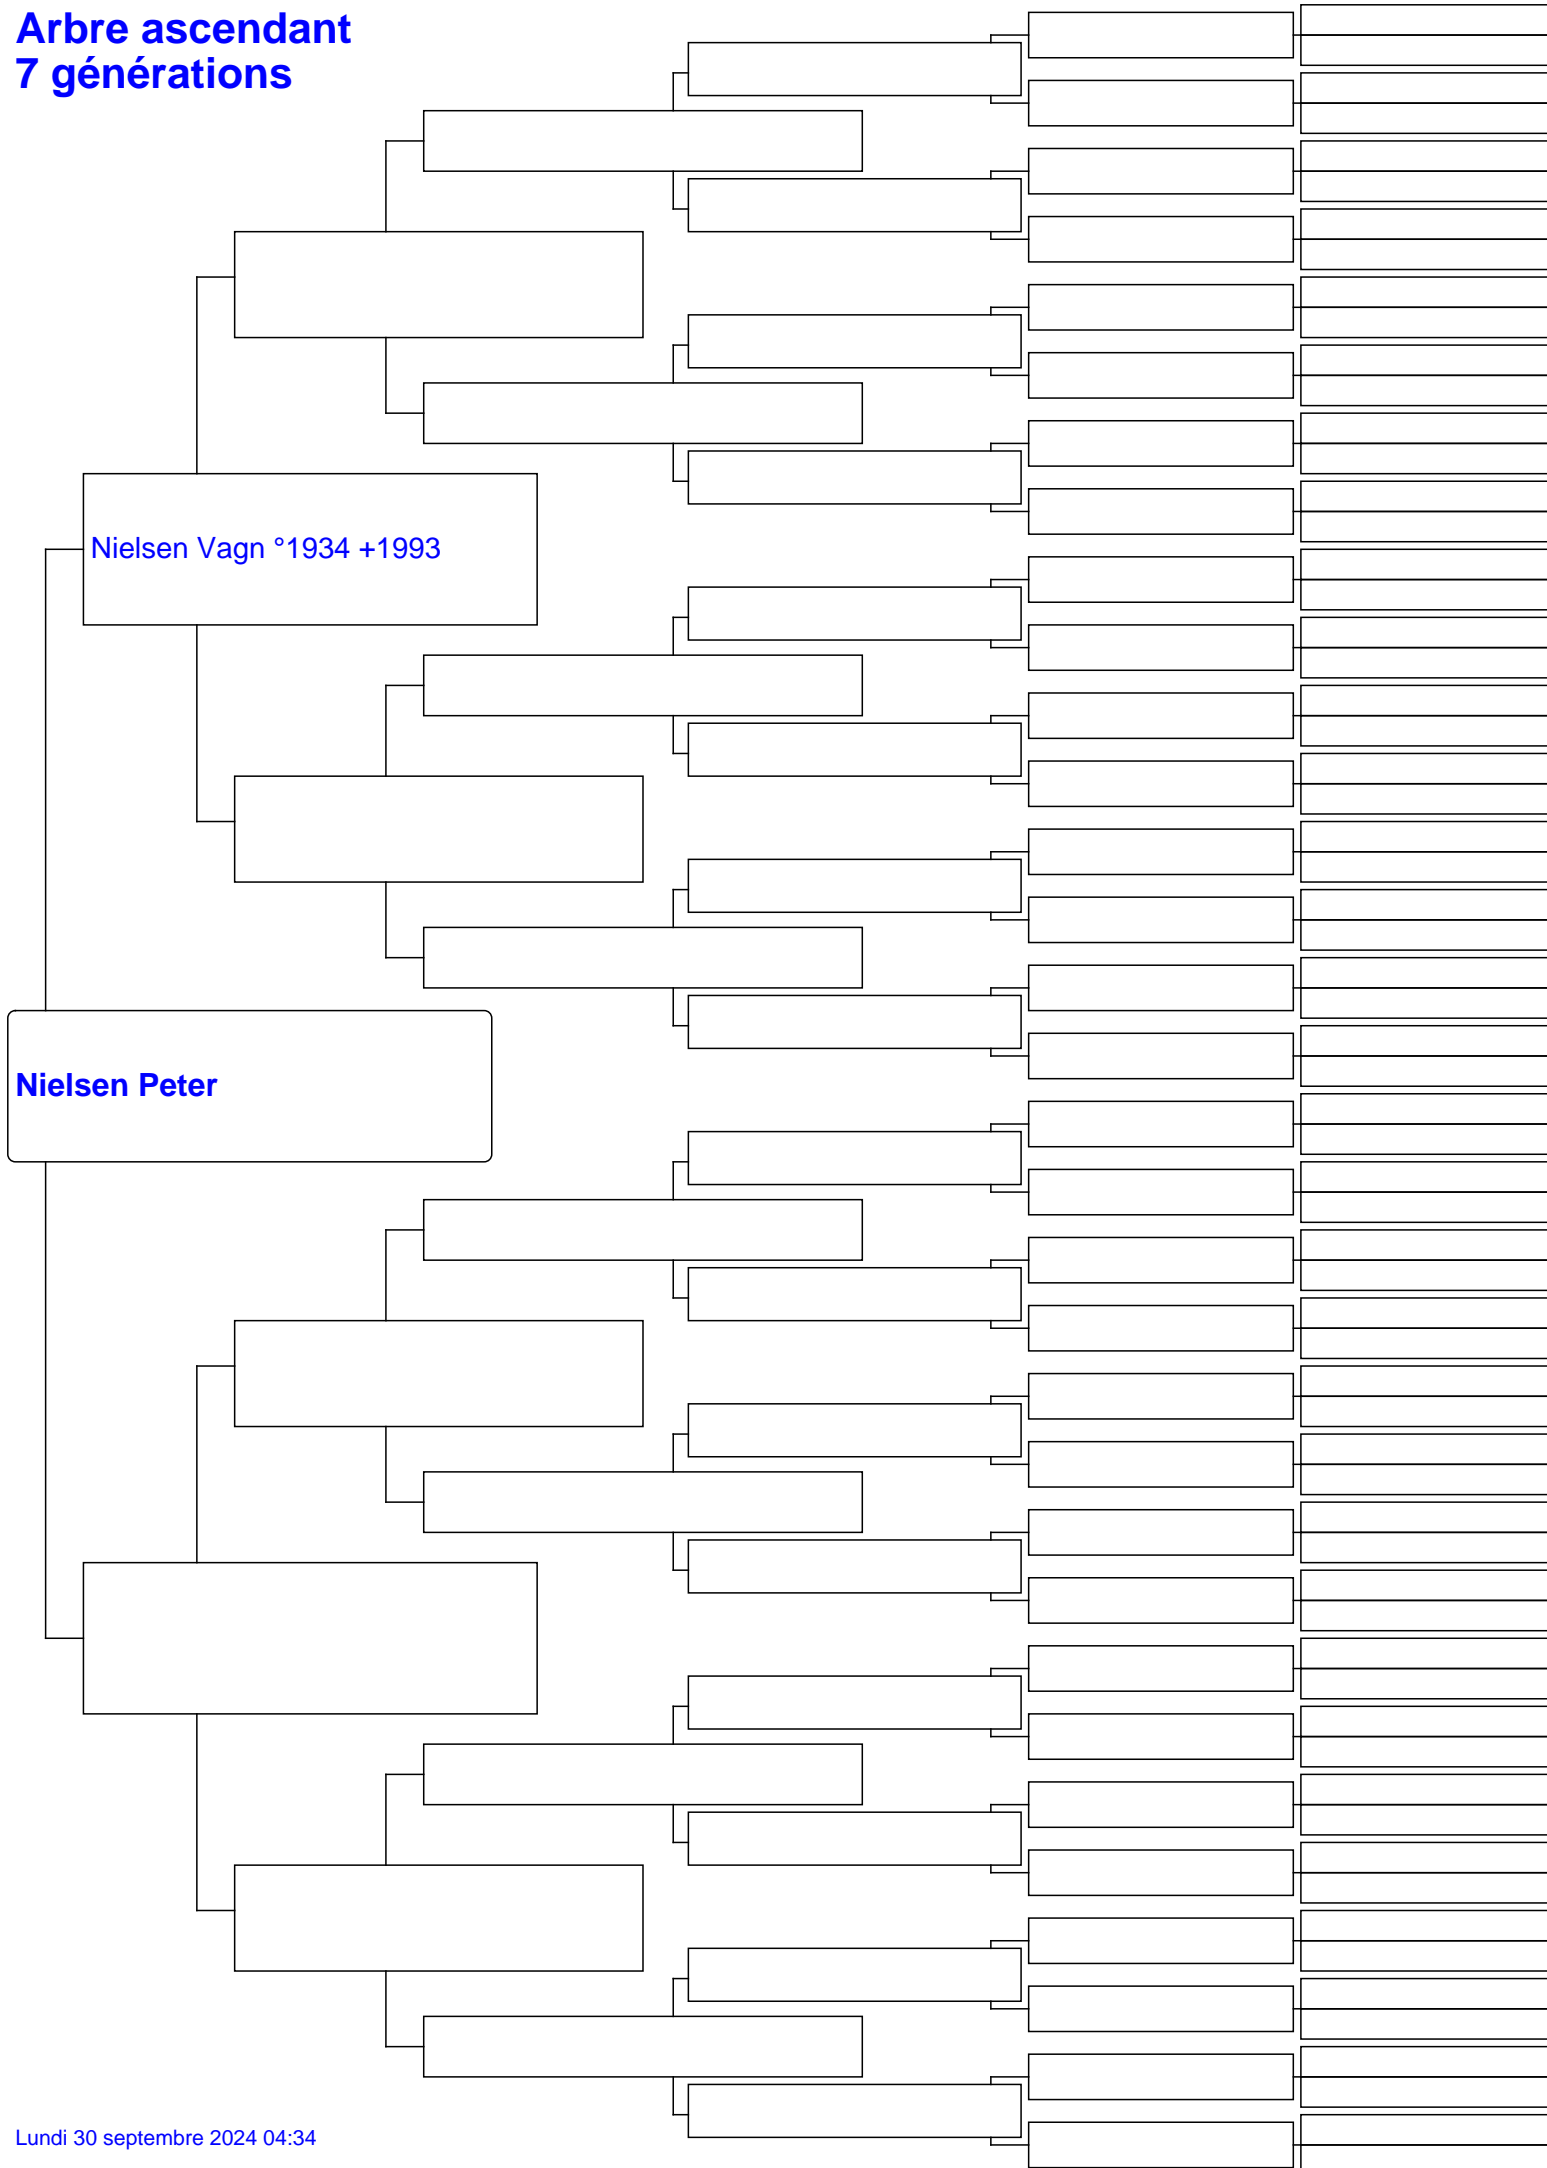 Arbre ascendant
7 générations
Nielsen Vagn °1934 +1993
Nielsen Peter
Lundi 30 septembre 2024 04:34